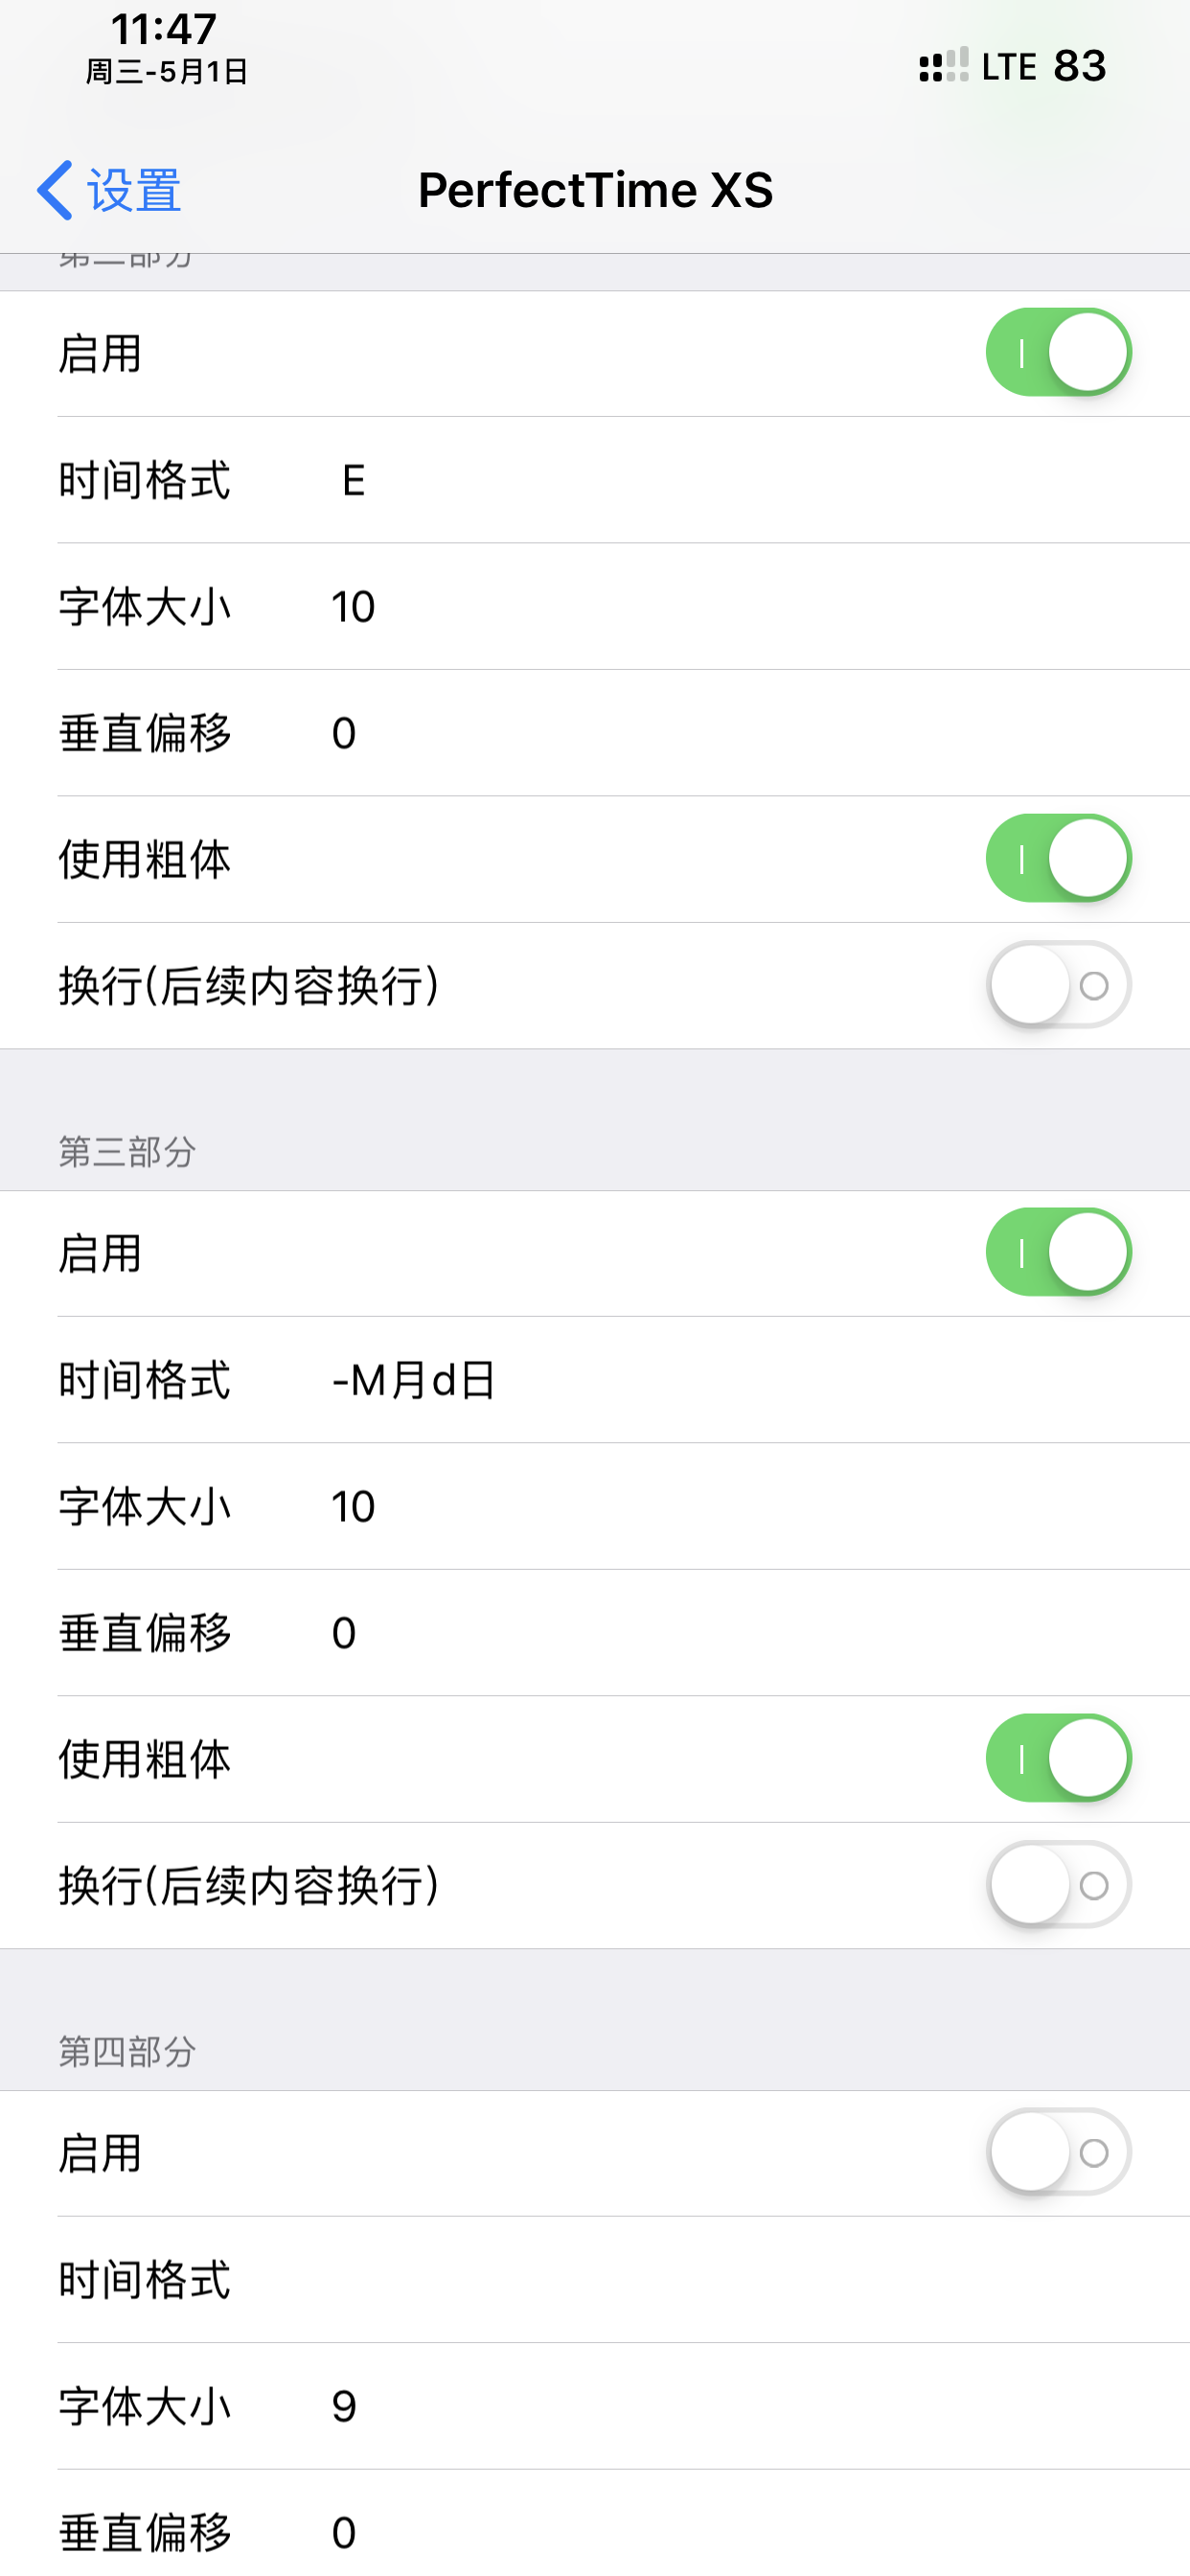 11:47
周三-5月1日
LTE 83
设置
PerfectTime XS
第二部分
启用
时间格式 E
字体大小 10
垂直偏移 0
使用粗体
换行(后续内容换行)
第三部分
启用
时间格式 -M月d日
字体大小 10
垂直偏移 0
使用粗体
换行(后续内容换行)
第四部分
启用
时间格式
字体大小 9
垂直偏移 0